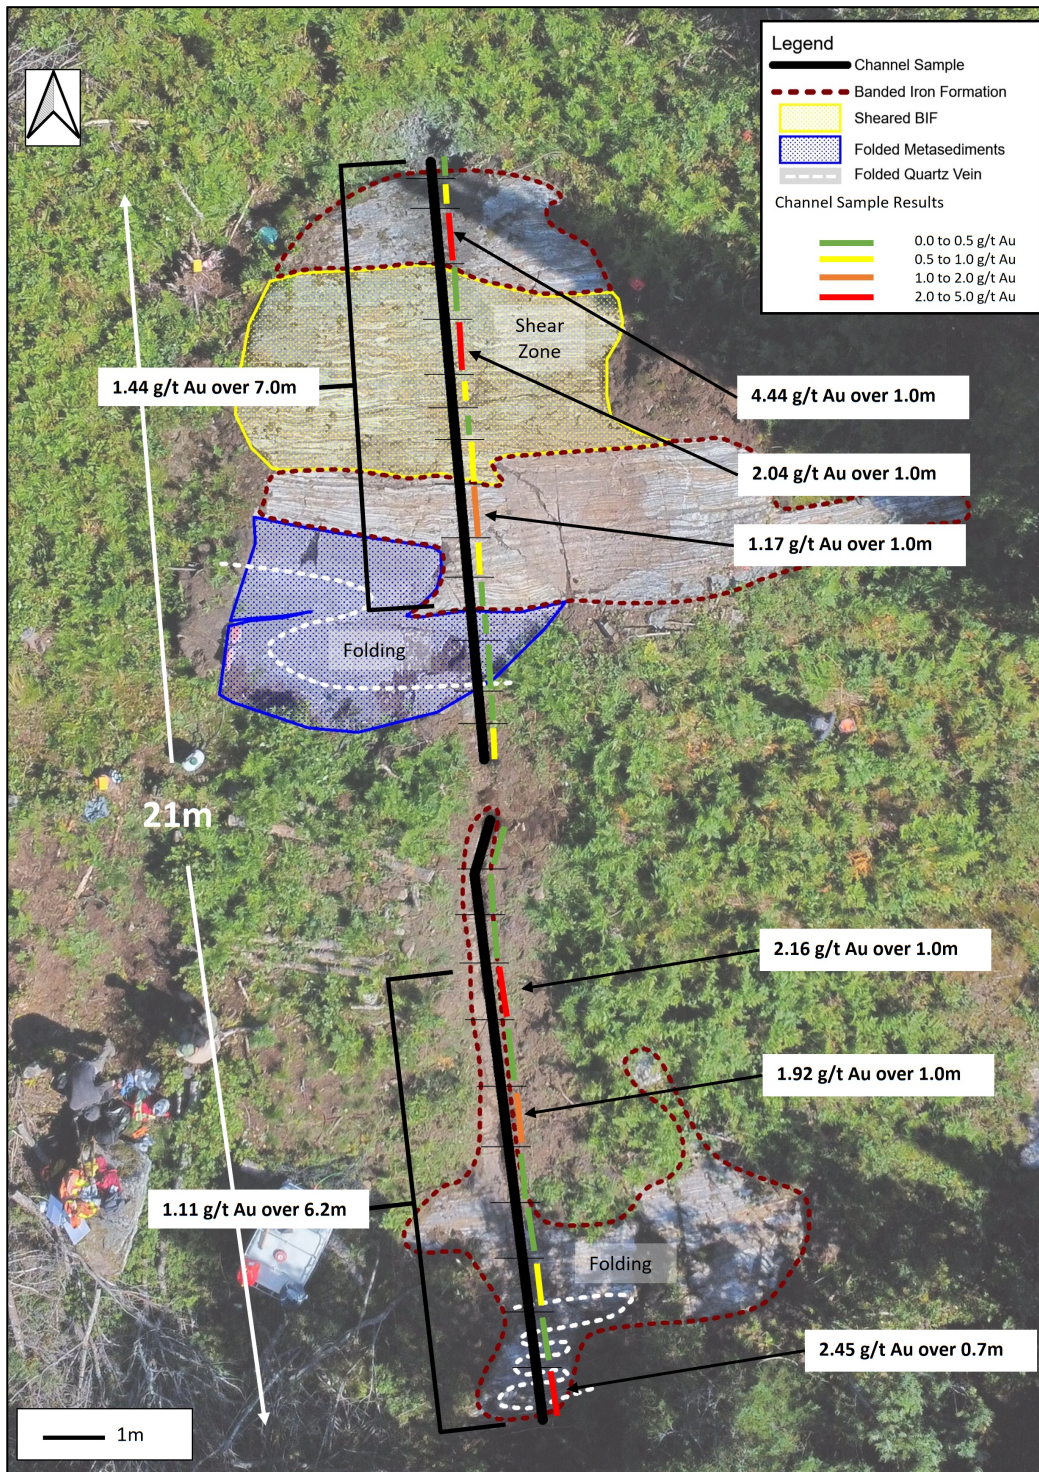 Legend
Channel Sample
Banded Iron Formation
Sheared BIF
Folded Metasediments
Folded Quartz Vein
Channel Sample Results
0.0 to 0.5 g/t Au
0.5 to 1.0 g/t Au
1.0 to 2.0 g/t Au
2.0 to 5.0 g/t Au
Shear
Zone
1.44 g/t Au over 7.0m
4.44 g/t Au over 1.0m
2.04 g/t Au over 1.0m
1.17 g/t Au over 1.0m
Folding
21m
2.16 g/t Au over 1.0m
1.92 g/t Au over 1.0m
1.11 g/t Au over 6.2m
Folding
2.45 g/t Au over 0.7m
1m